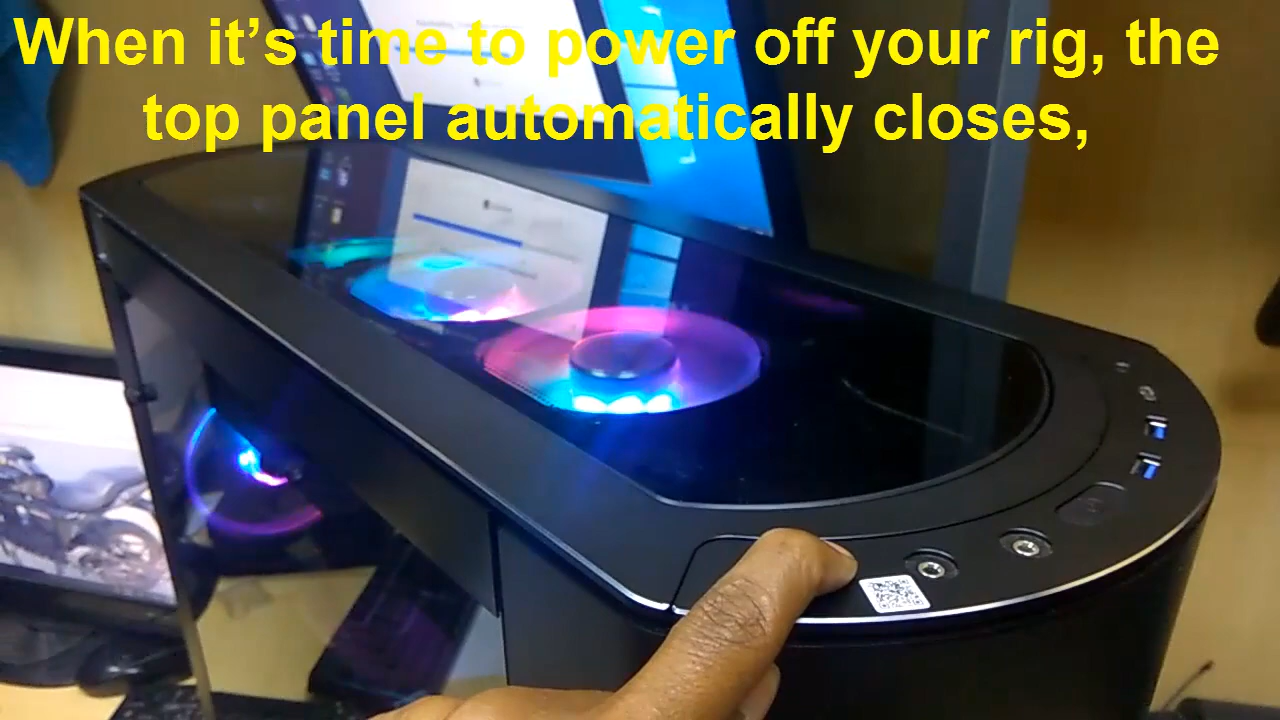 When it’s time to power off your rig, the
top panel automatically closes,